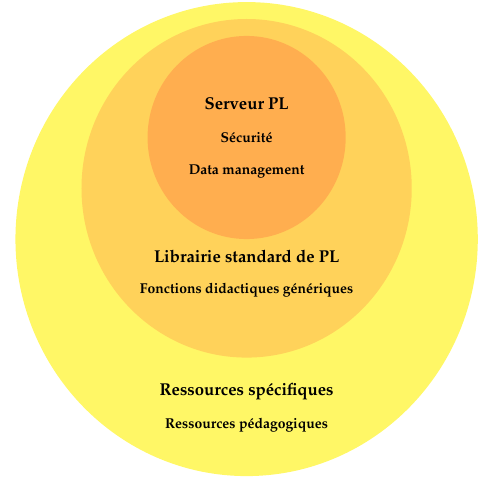 Serveur PL
Sécurité
Data management
Librairie standard de PL
Fonctions didactiques génériques
Ressources spécifiques
Ressources pédagogiques